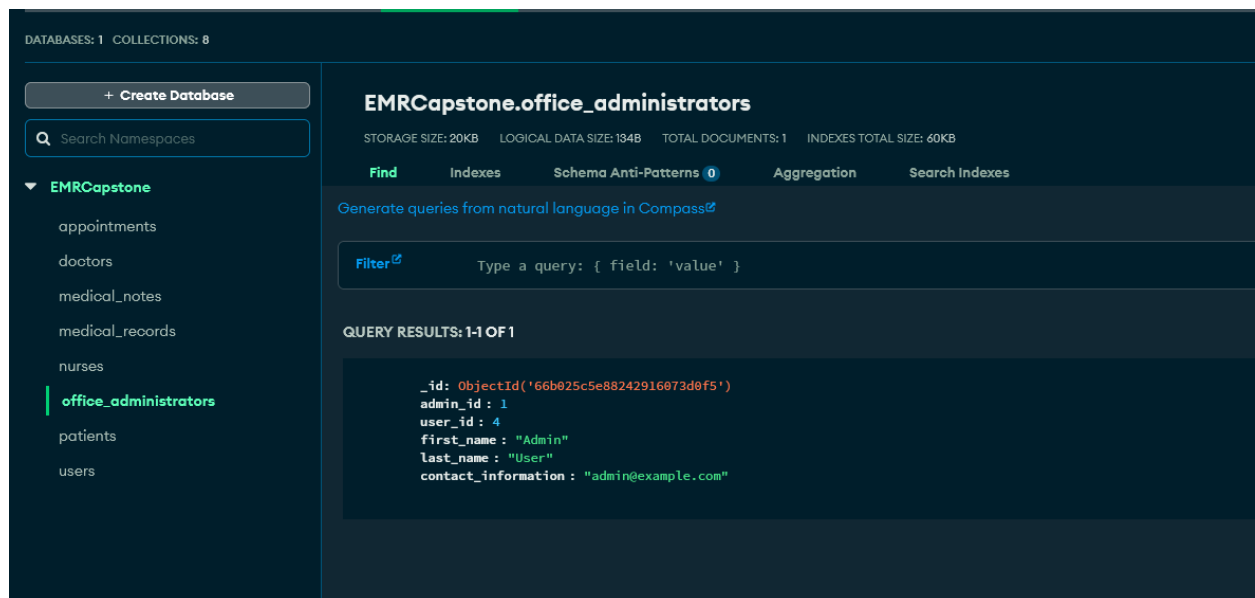 DATABASES: 1 COLLECTIONS: 8
+ Create Database
Search Namespaces
EMRCapstone
appointments
doctors
medical_notes
medical_records
nurses
office_administrators
patients
users
EMRCapstone.office_administrators
STORAGE SIZE: 20KB LOGICAL DATA SIZE: 134B TOTAL DOCUMENTS: 1 INDEXES TOTAL SIZE: 60KB
Find Indexes Schema Anti-Patterns 0 Aggregation Search Indexes
Generate queries from natural language in Compass
Filter Type a query: { field: 'value' }
QUERY RESULTS: 1-1 OF 1
_id: ObjectId('66b025c5e88242916073d0f5')
admin_id : 1
user_id : 4
first_name : "Admin"
last_name : "User"
contact_information : "admin@example.com"